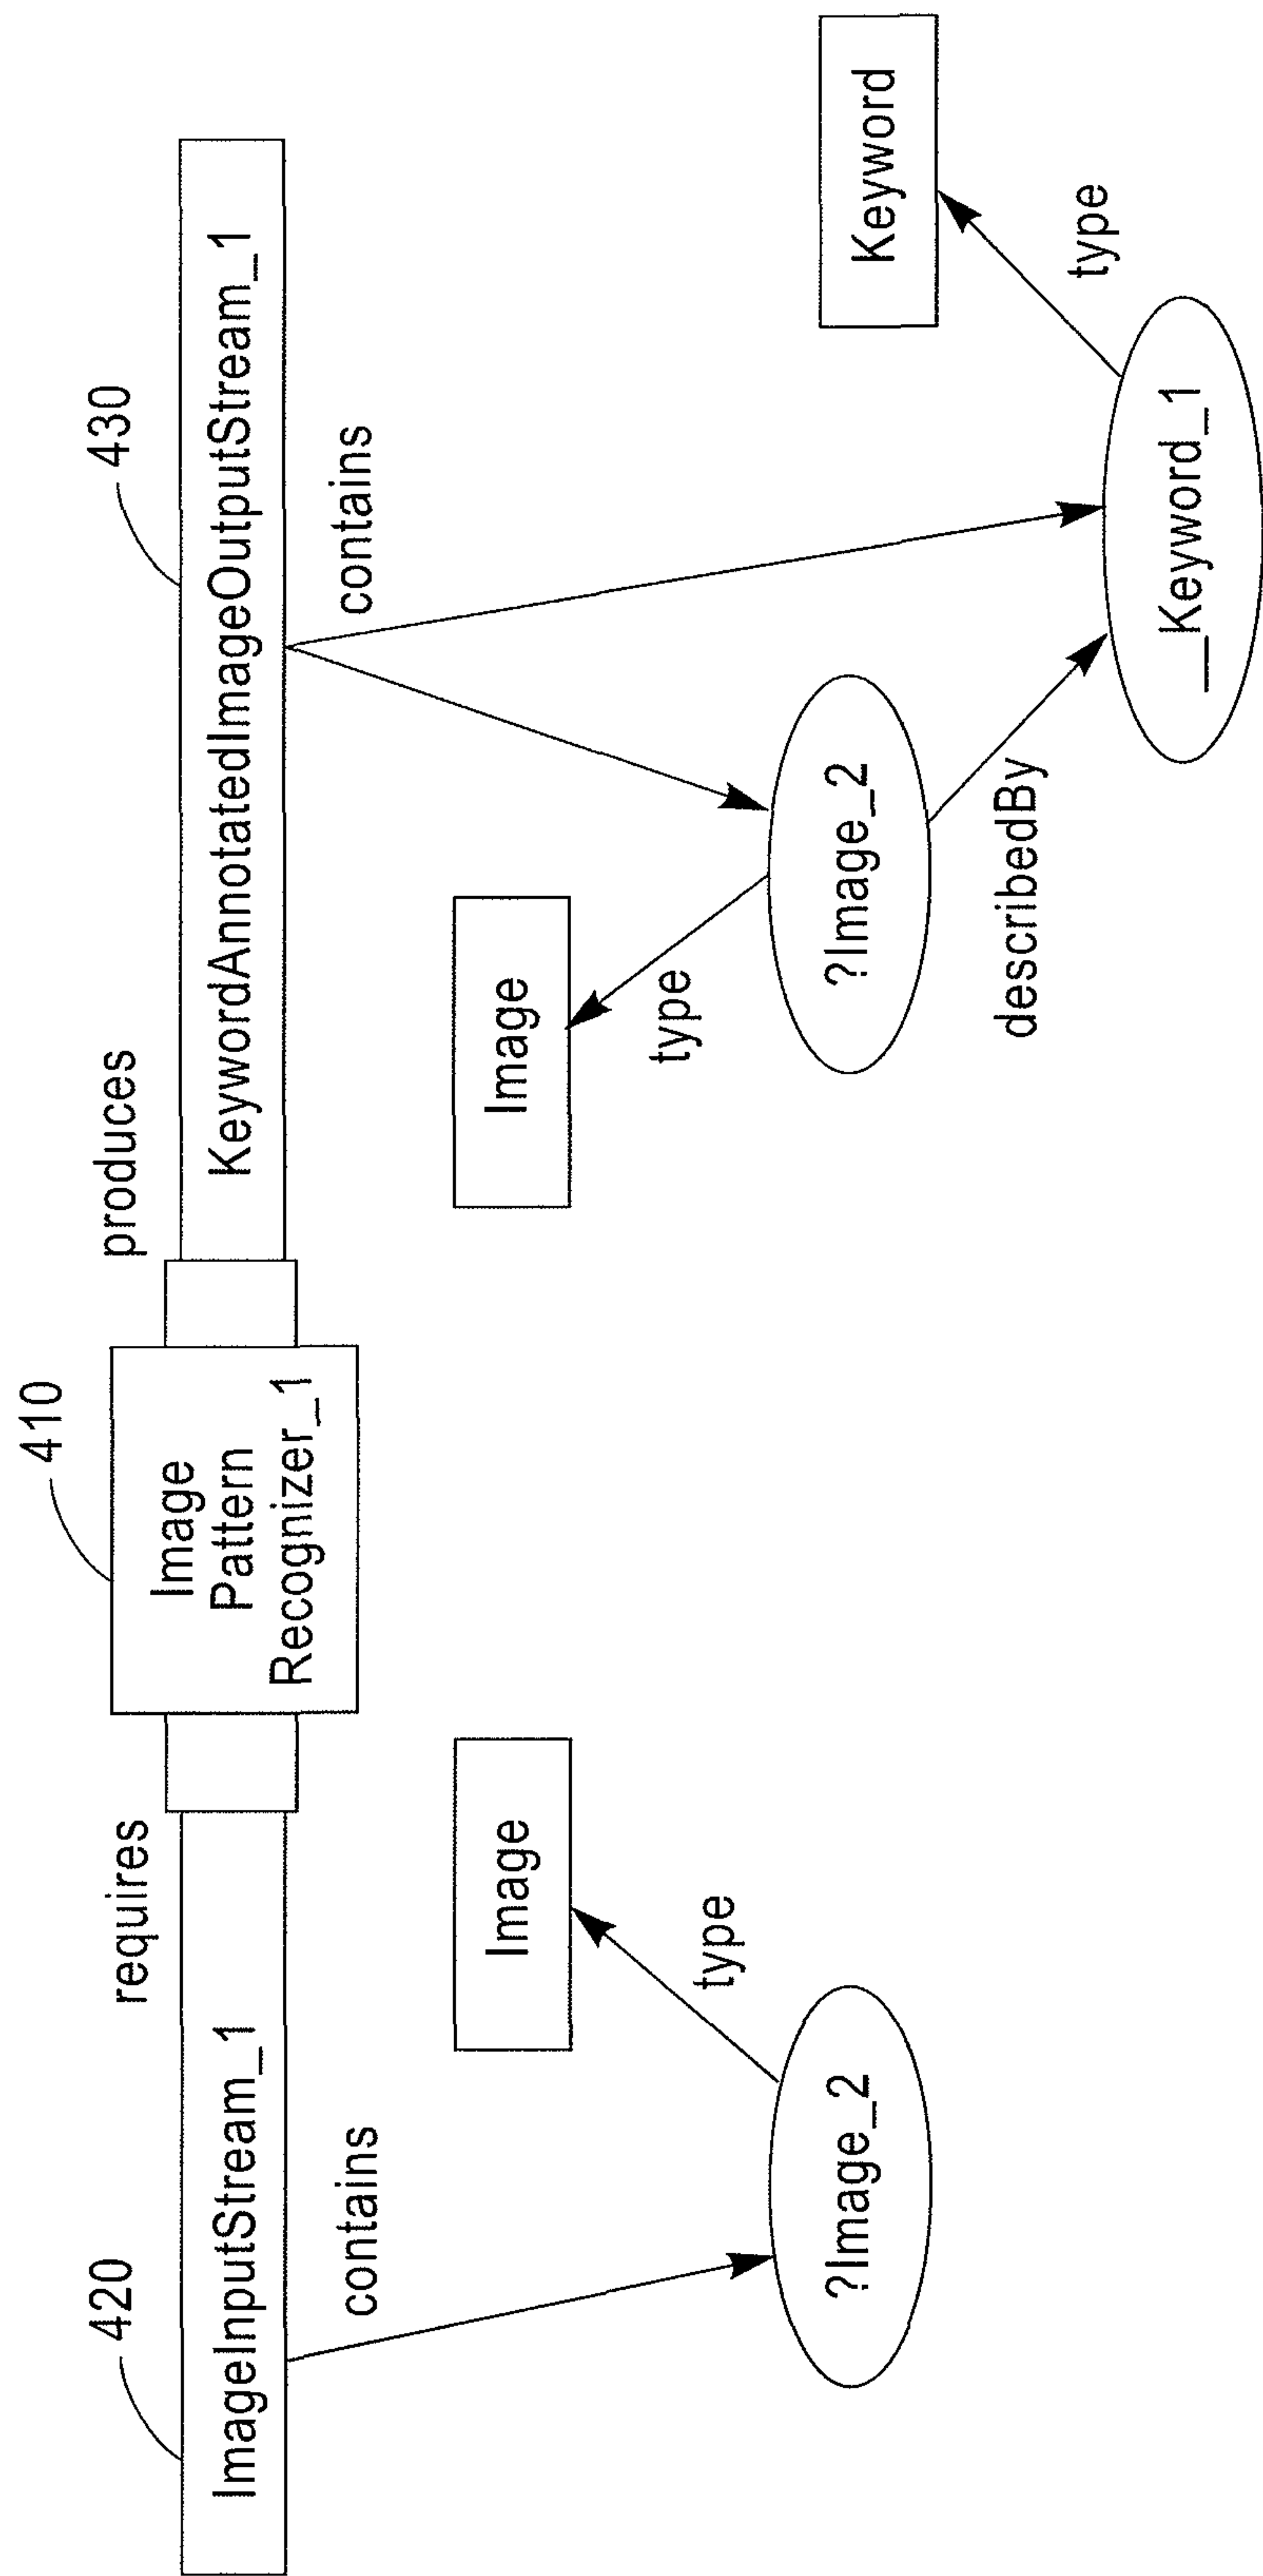 420
ImageInputStream_1
requires
contains
?Image_2
type
Image
410
Image
Pattern
Recognizer_1
produces
430
KeywordAnnotatedImageOutputStream_1
contains
Image
type
?Image_2
describedBy
__Keyword_1
type
Keyword